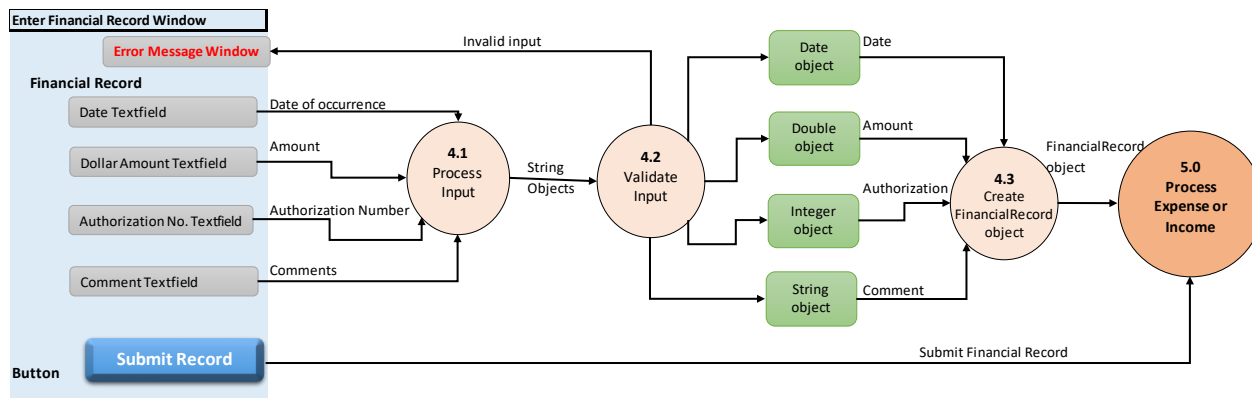 Enter Financial Record Window
Error Message Window
Invalid input
Financial Record
Date Textfield
Date of occurrence
Dollar Amount Textfield
Amount
Authorization No. Textfield
Authorization Number
Comment Textfield
Comments
Button
Submit Record
Submit Financial Record
4.1
Process
Input
String
Objects
4.2
Validate
Input
Date
object
Date
Double
object
Amount
Integer
object
Authorization
String
object
Comment
4.3
Create
FinancialRecord
object
FinancialRecord
object
5.0
Process
Expense or
Income